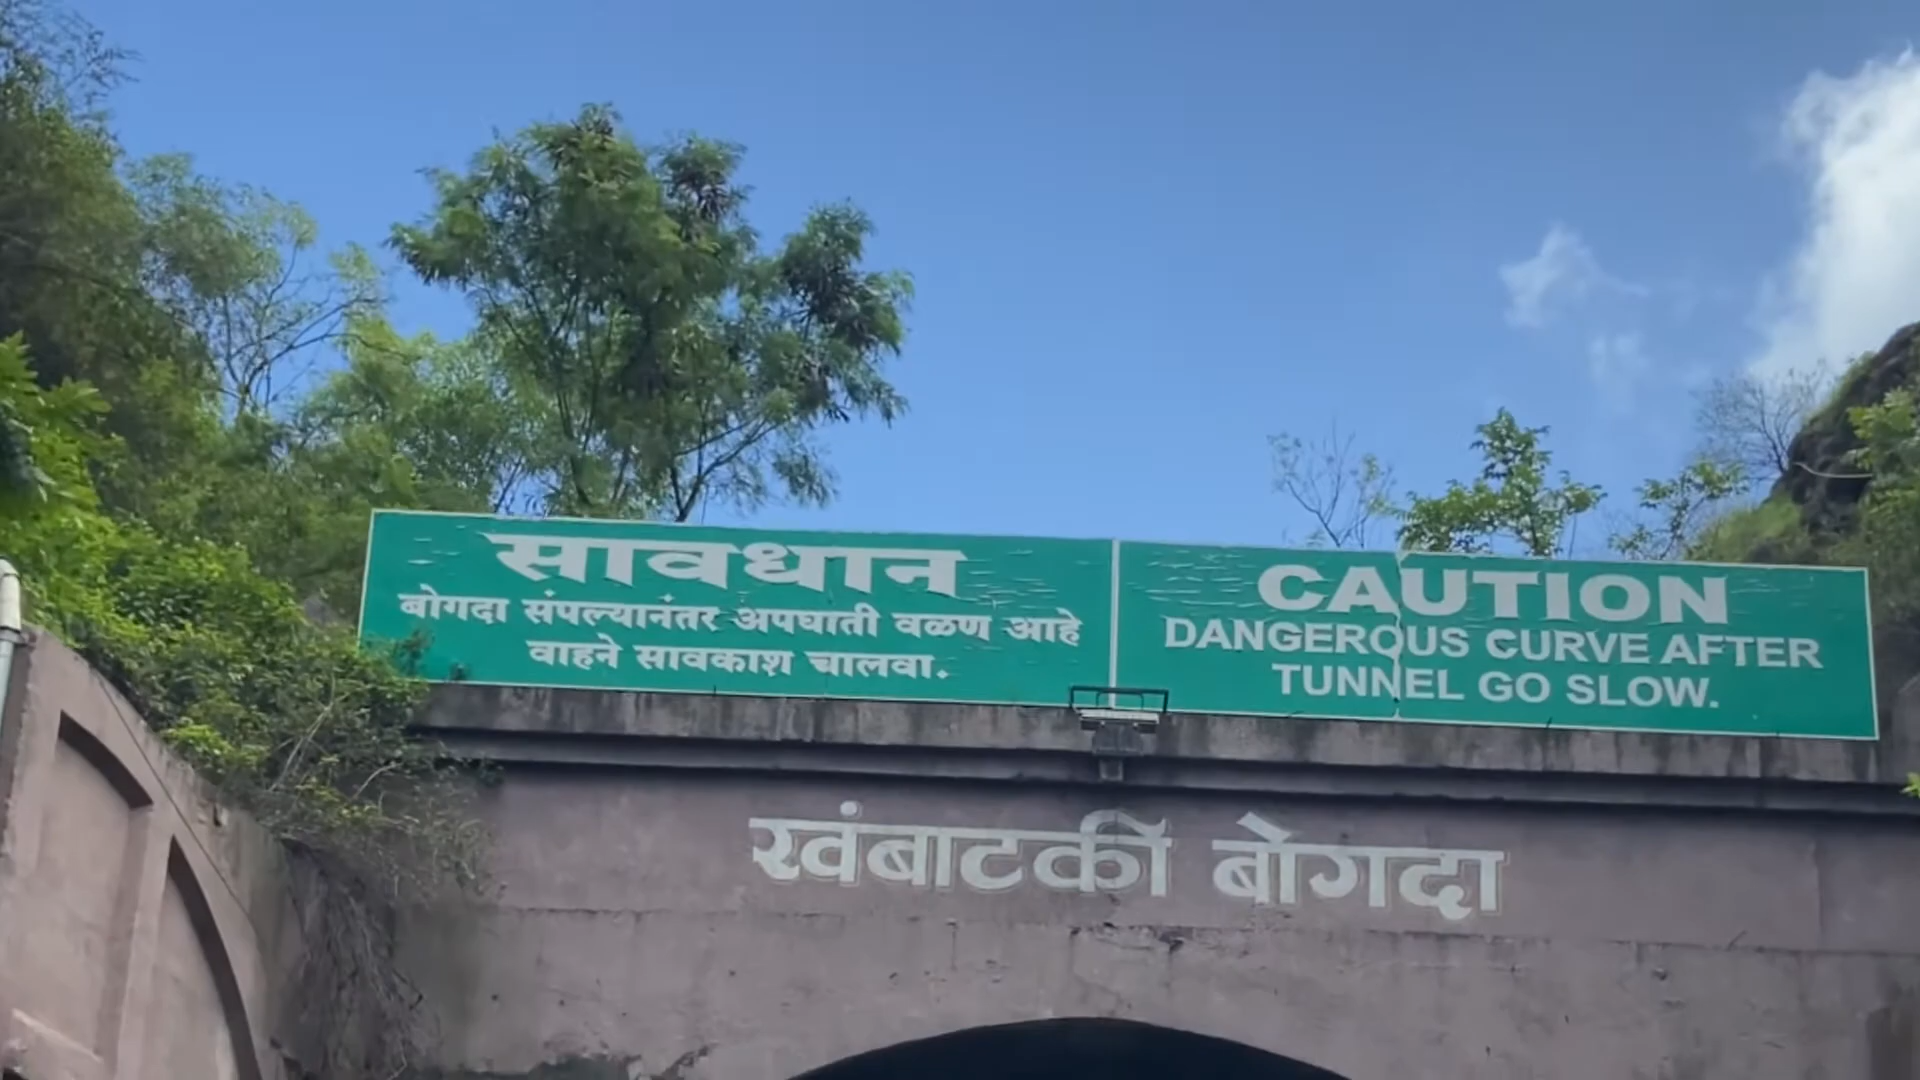 सावधान
बोगदा संपल्यानंतर अपघाती वळण आहे
वाहने सावकाश चालवा.
CAUTION
DANGEROUS CURVE AFTER
TUNNEL GO SLOW.
खंबाटकी बोगदा